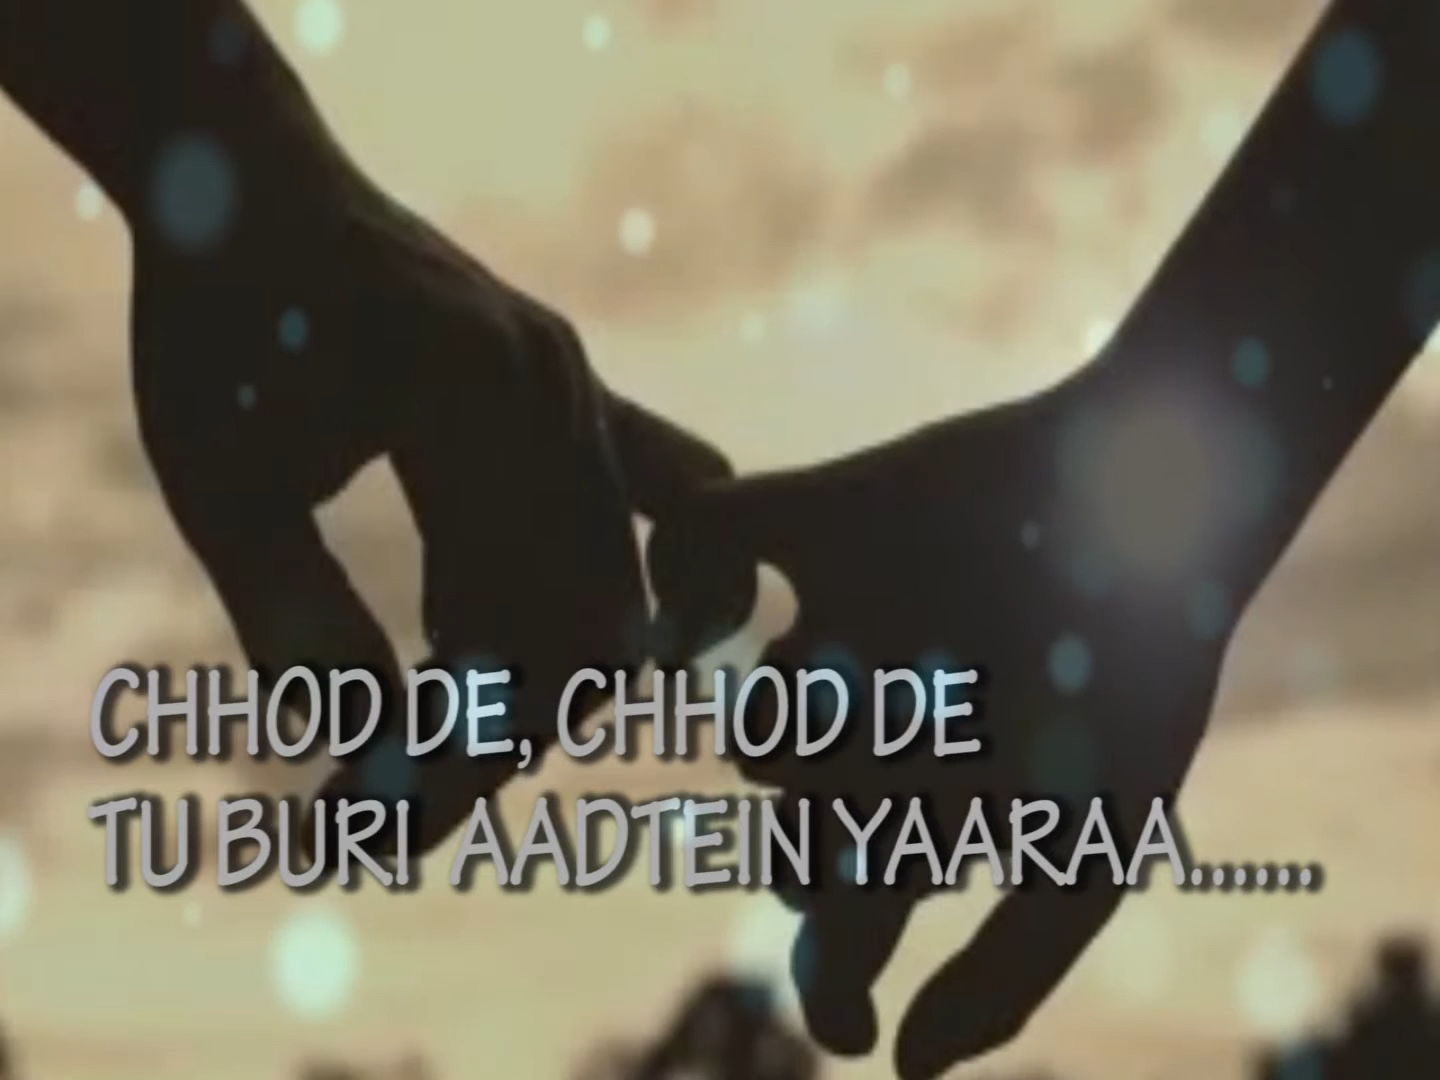 CHHOD DE, CHHOD DE
TU BURI AADTEIN YAARAA......